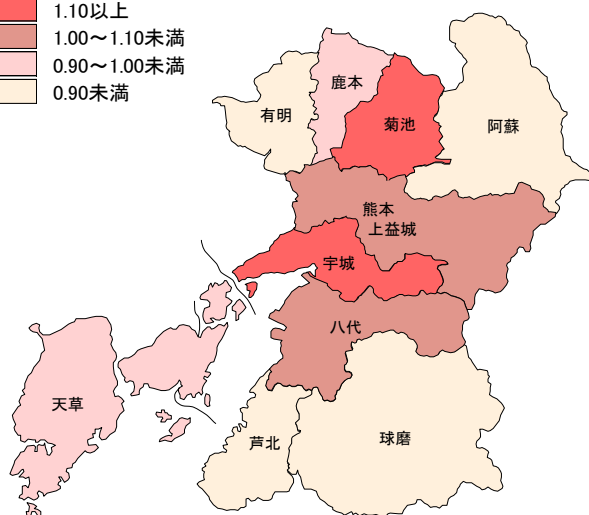 1.10以上
1.00～1.10未満
0.90～1.00未満
0.90未満
鹿本
有明
菊池
阿蘇
熊本
上益城
宇城
八代
天草
芦北
球磨